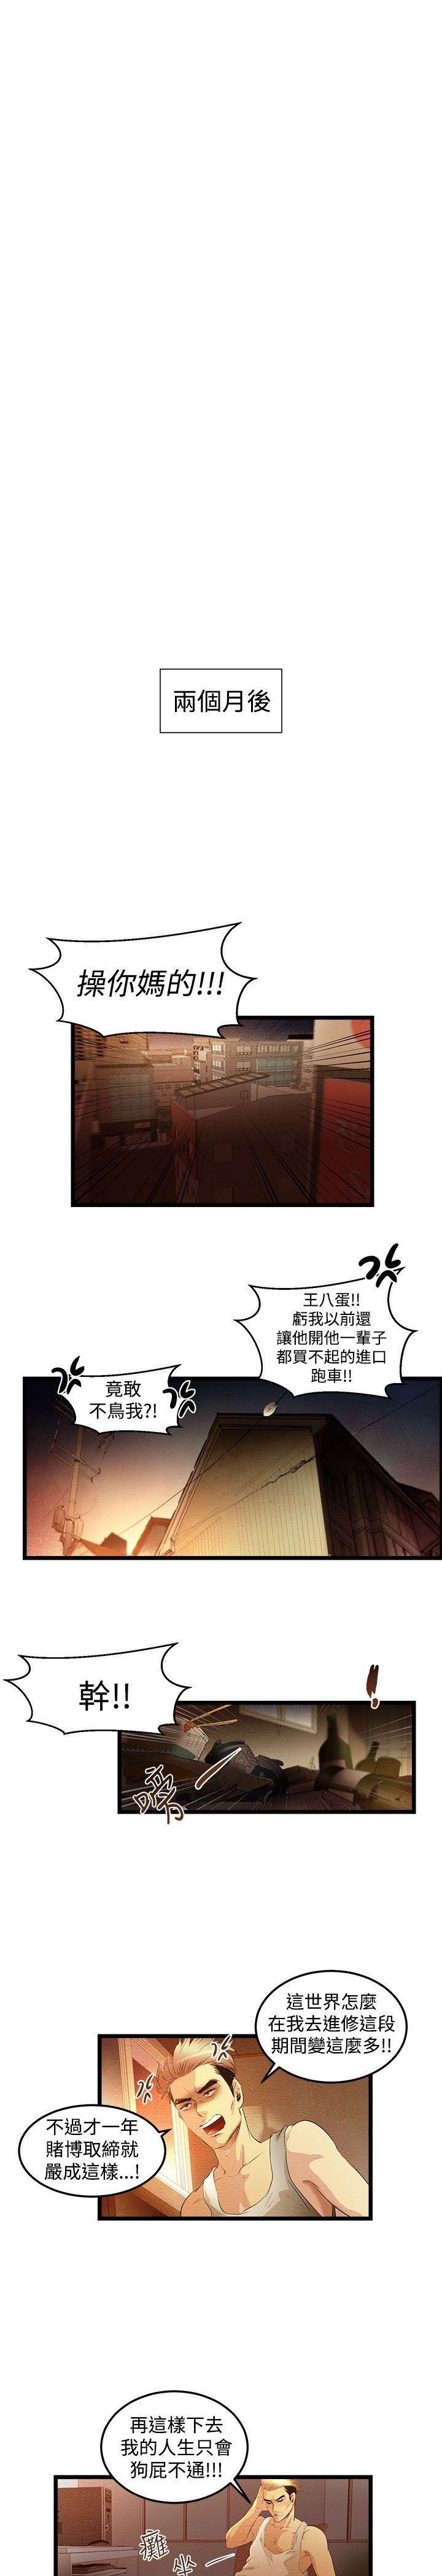 兩個月後
操你媽的!!!
王八蛋!!
虧我以前還
讓他開他一輩子
都買不起的進口
跑車!!
竟敢
不鳥我?!
幹!!
嗒
這世界怎麼
在我去進修這段
期間變這麼多!!
不過才一年
賭博取締就
嚴成這樣...!
再這樣下去
我的人生只會
狗屁不通!!!
癱
坐